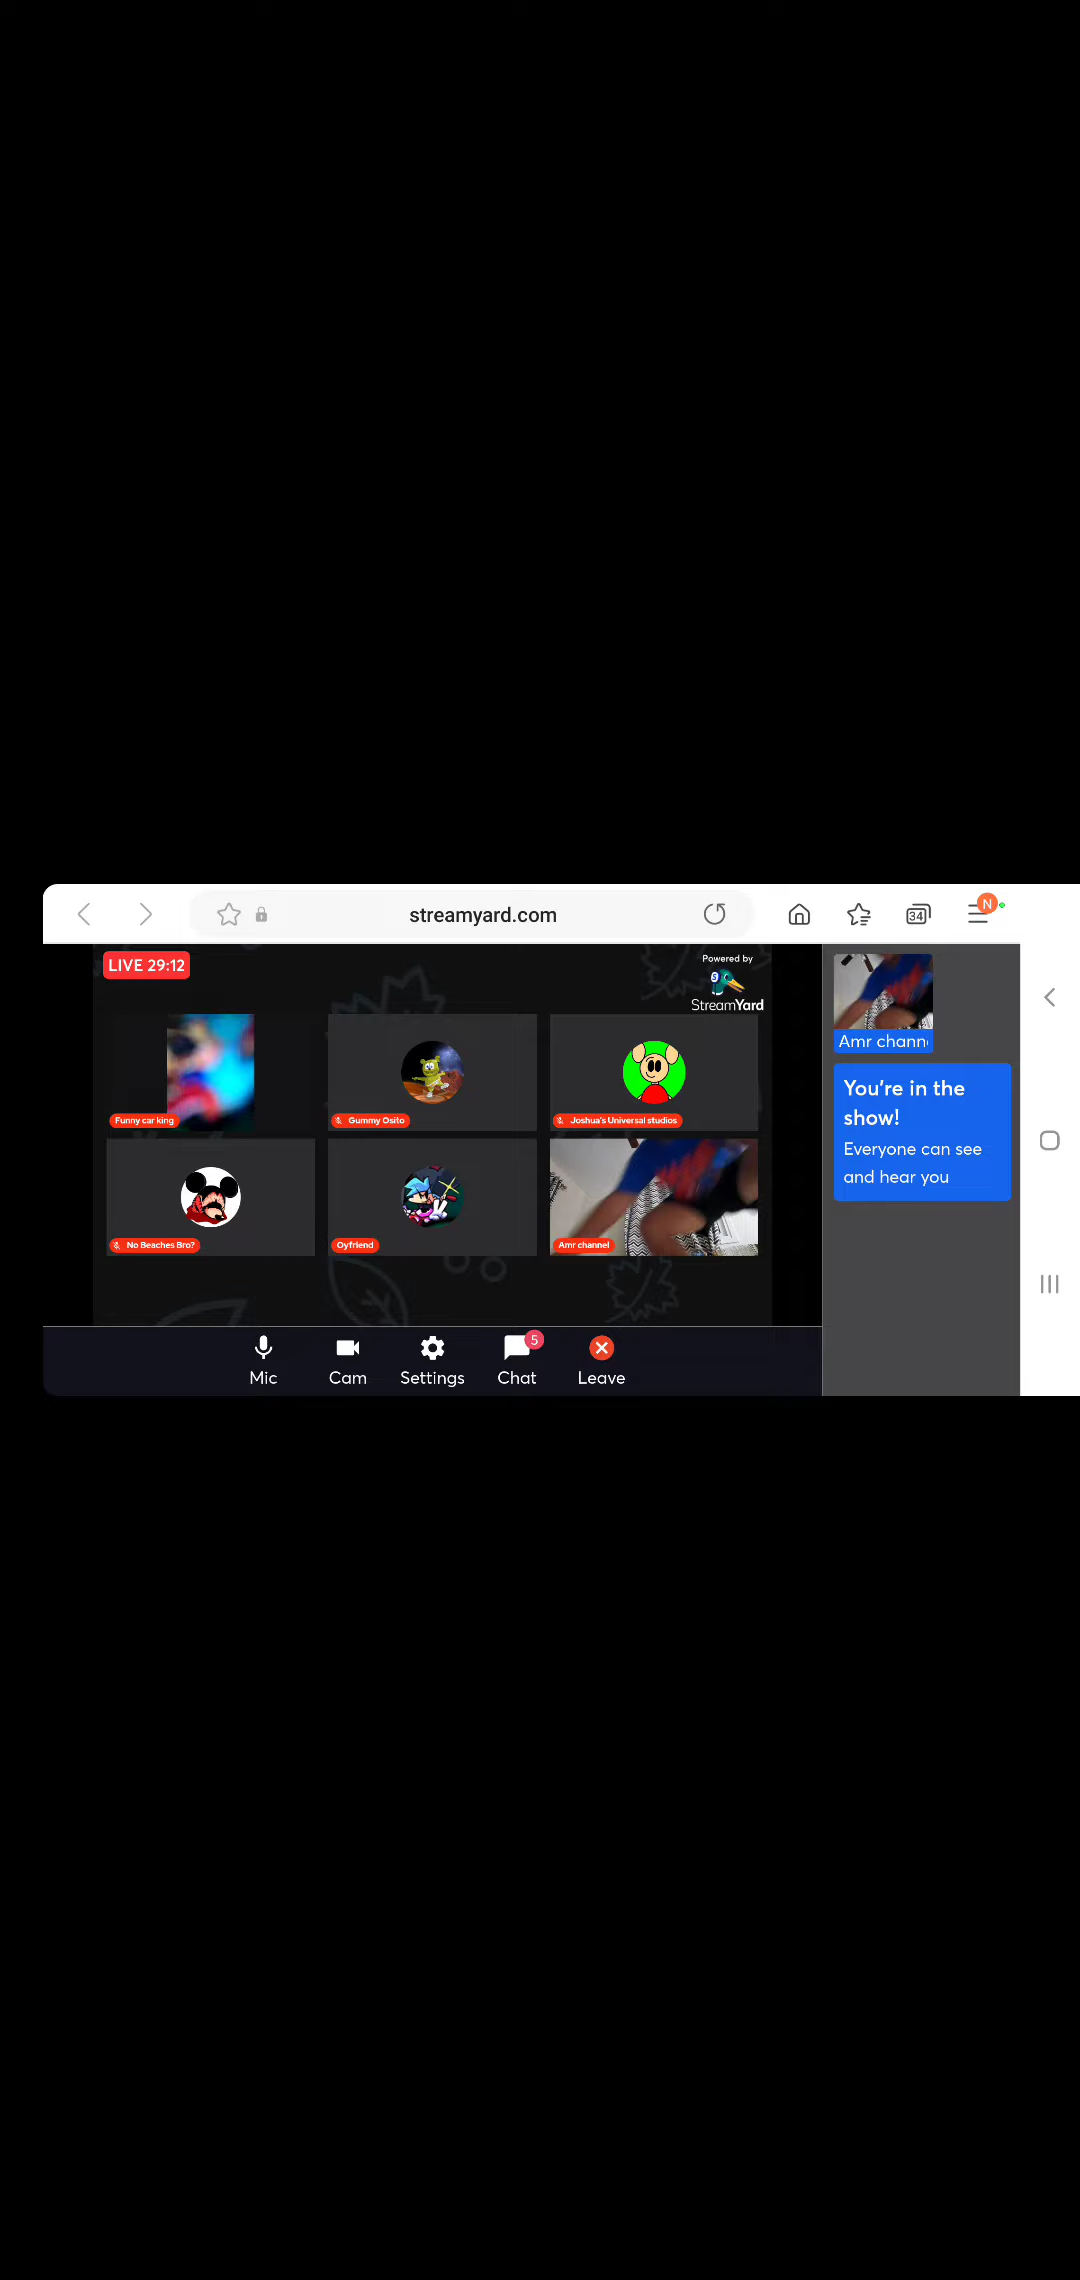 streamyard.com
34
N
LIVE 29:12
Powered by
S
StreamYard
Funny car king
Gummy Osito
Joshua's Universal studios
No Beaches Bro?
Oyfriend
Amr channel
Amr chann
You're in the
show!
Everyone can see
and hear you
5
Mic
Cam
Settings
Chat
Leave